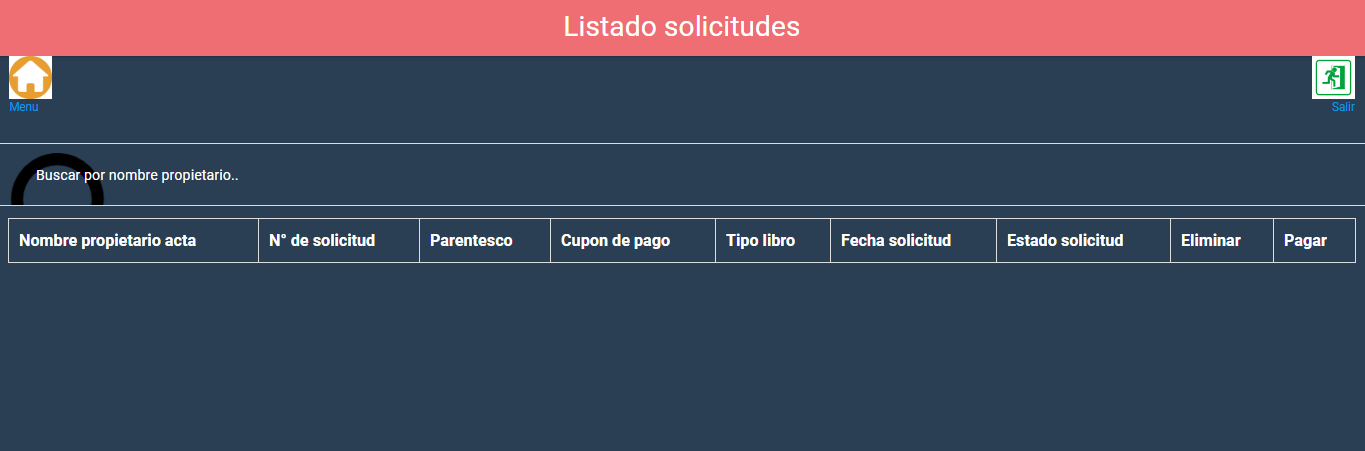 Listado solicitudes
Menu
Salir
Buscar por nombre propietario..
Nombre propietario acta N° de solicitud Parentesco Cupon de pago Tipo libro Fecha solicitud Estado solicitud Eliminar Pagar